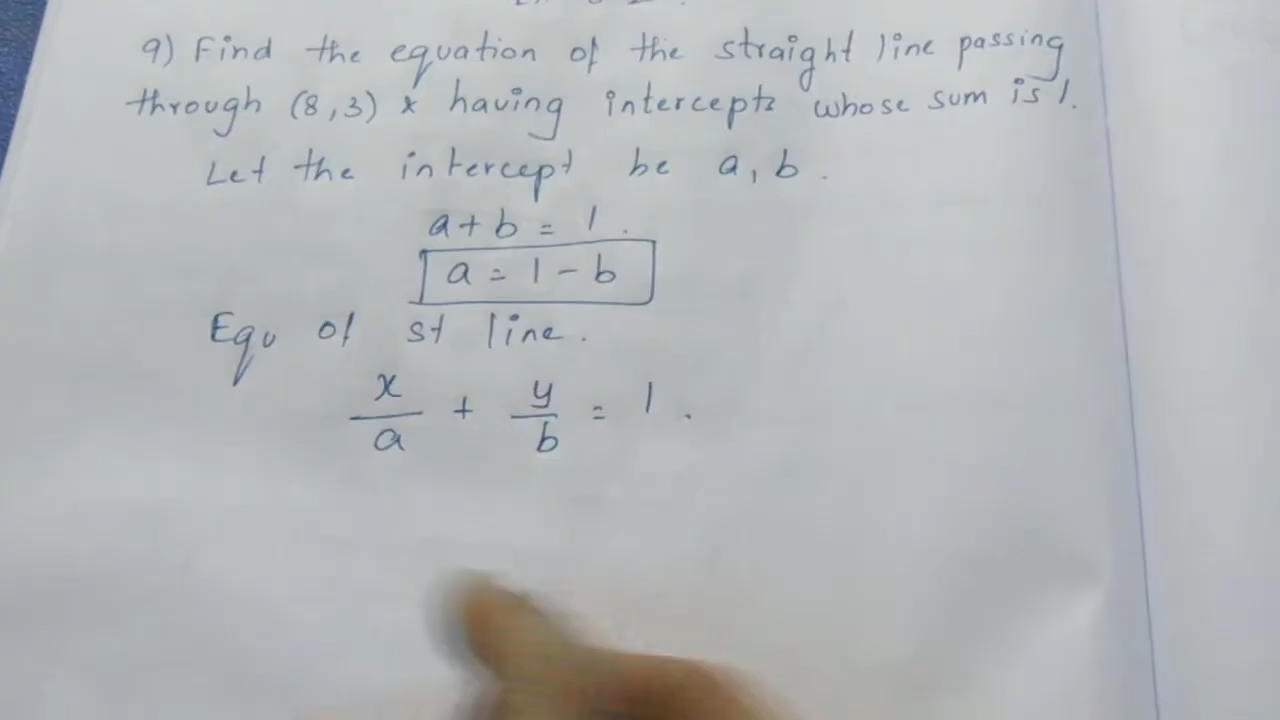 9) Find the equation of the straight line passing
through (8,3) & having intercepts whose sum is 1.
Let the intercept be a, b.
a + b = 1.
a = 1 - b
Equ of st line.
x/a + y/b = 1.